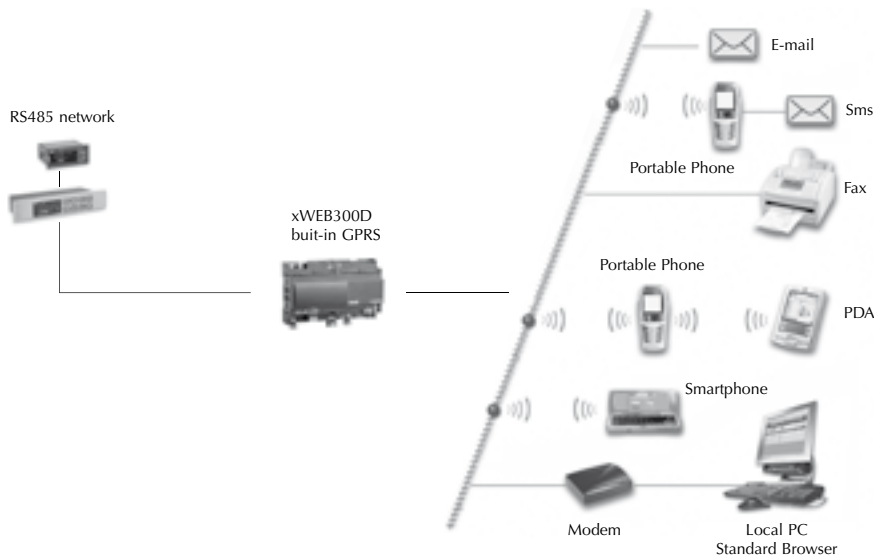 E-mail
RS485 network
Sms
Portable Phone
Fax
xWEB300D
buit-in GPRS
Portable Phone
PDA
Smartphone
Modem
Local PC
Standard Browser